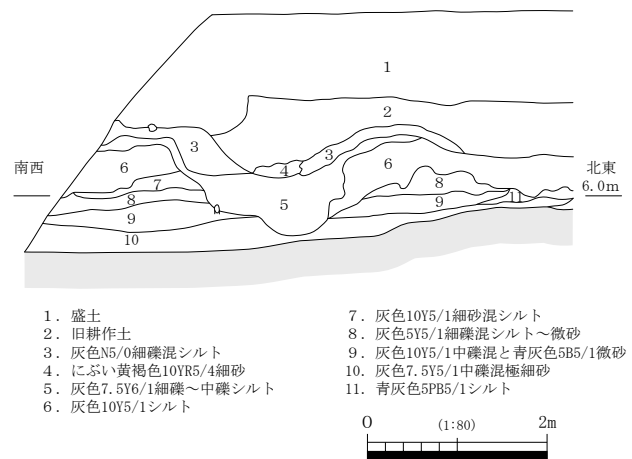 1
2
3
3
4
5
6
6
7
8
8
9
9
10
11
南西
北東
6.0m
1．盛土
2．旧耕作土
3．灰色N5/0細礫混シルト
4．にぶい黄褐色10YR5/4細砂
5．灰色7.5Y6/1細礫～中礫シルト
6．灰色10Y5/1シルト
7．灰色10Y5/1細砂混シルト
8．灰色5Y5/1細礫混シルト～微砂
9．灰色10Y5/1中礫混と青灰色5B5/1微砂
10．灰色7.5Y5/1中礫混極細砂
11．青灰色5PB5/1シルト
0 (1:80) 2m